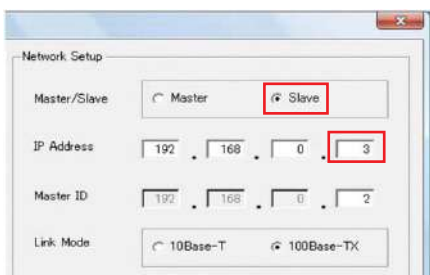 Network Setup
Master/Slave Master Slave
IP Address 192 . 168 . 0 . 3
Master ID 192 . 168 . 0 . 2
Link Mode 10Base-T 100Base-TX